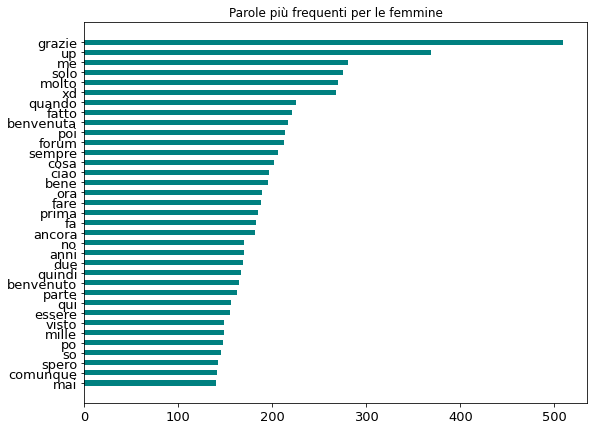 Parole più frequenti per le femmine
grazie
up
me
solo
molto
xd
quando
fatto
benvenuta
poi
forum
sempre
cosa
ciao
bene
ora
fare
prima
fa
ancora
no
anni
due
quindi
benvenuto
parte
qui
essere
visto
mille
po
so
spero
comunque
mai
0 100 200 300 400 500